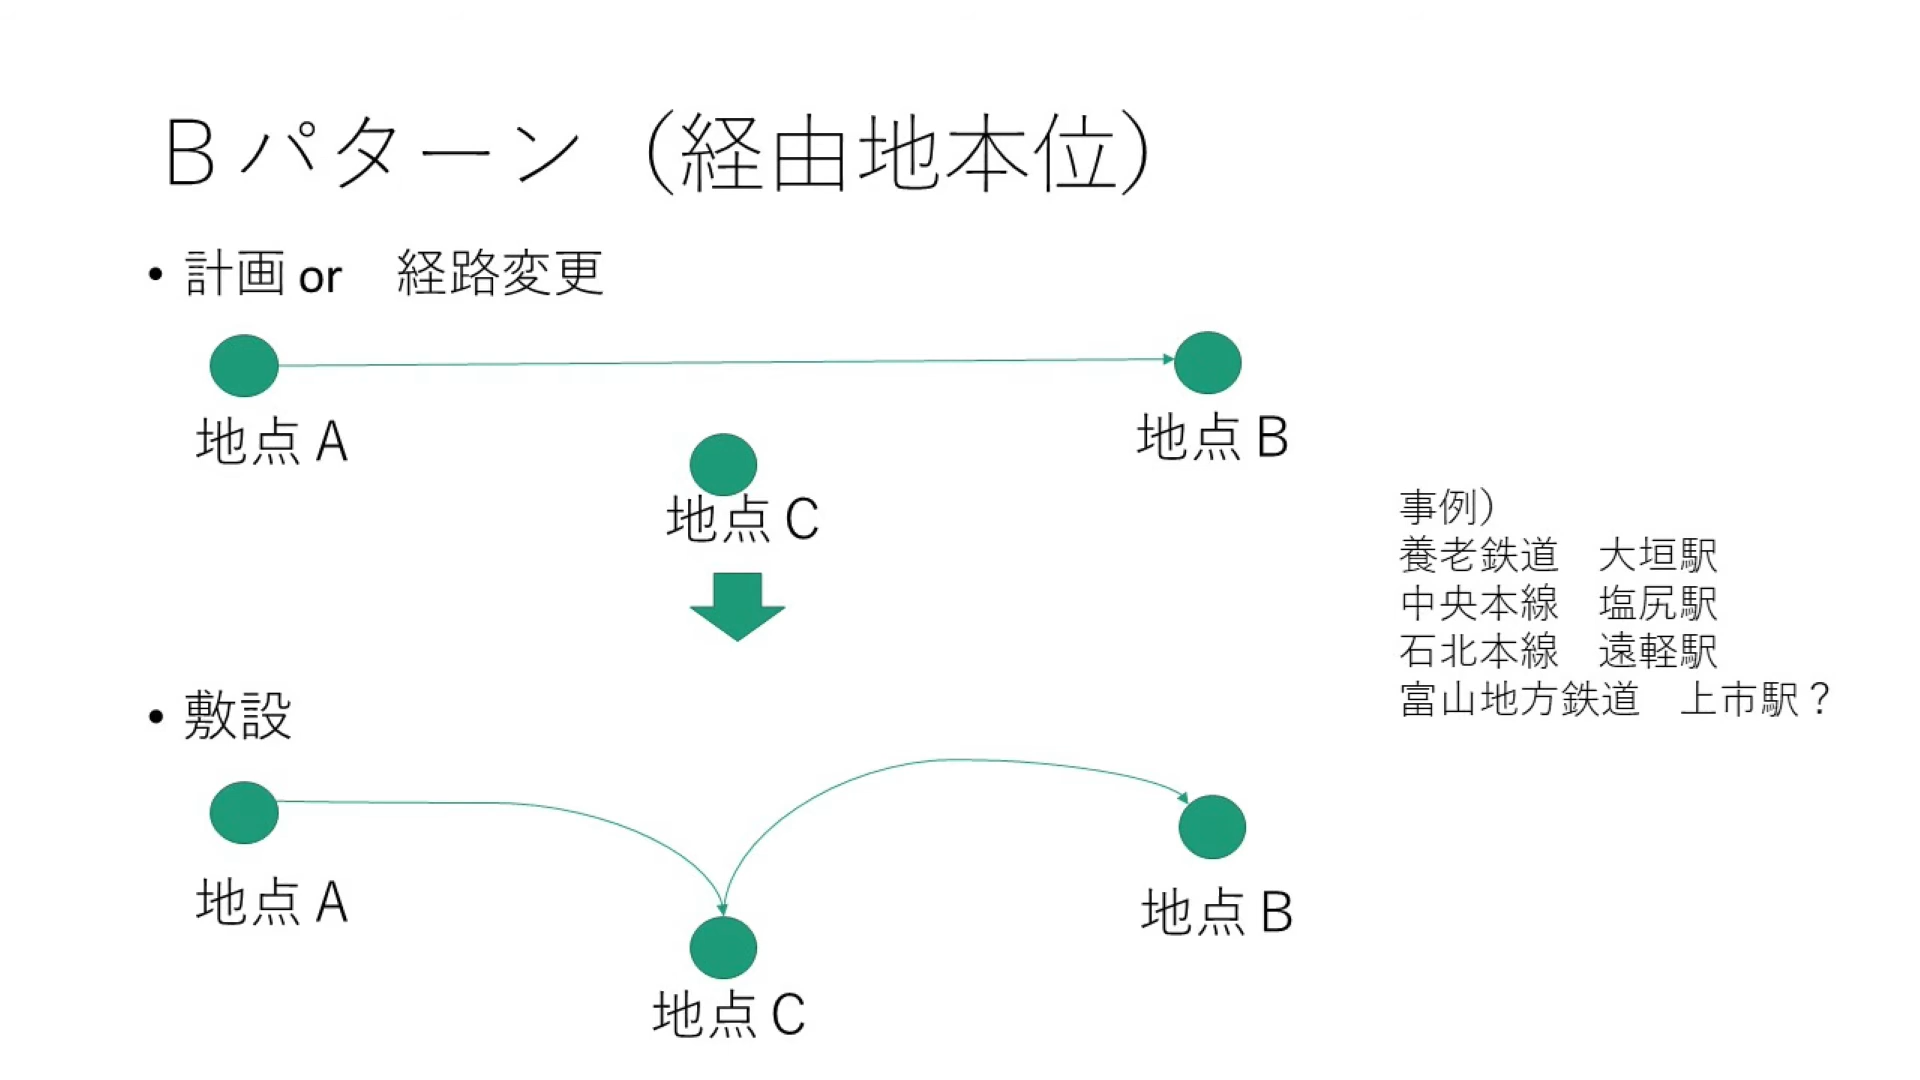 Bパターン（経由地本位）
• 計画 or　経路変更
地点A
地点B
地点C
事例）
養老鉄道　大垣駅
中央本線　塩尻駅
石北本線　遠軽駅
富山地方鉄道　上市駅？
• 敷設
地点A
地点B
地点C